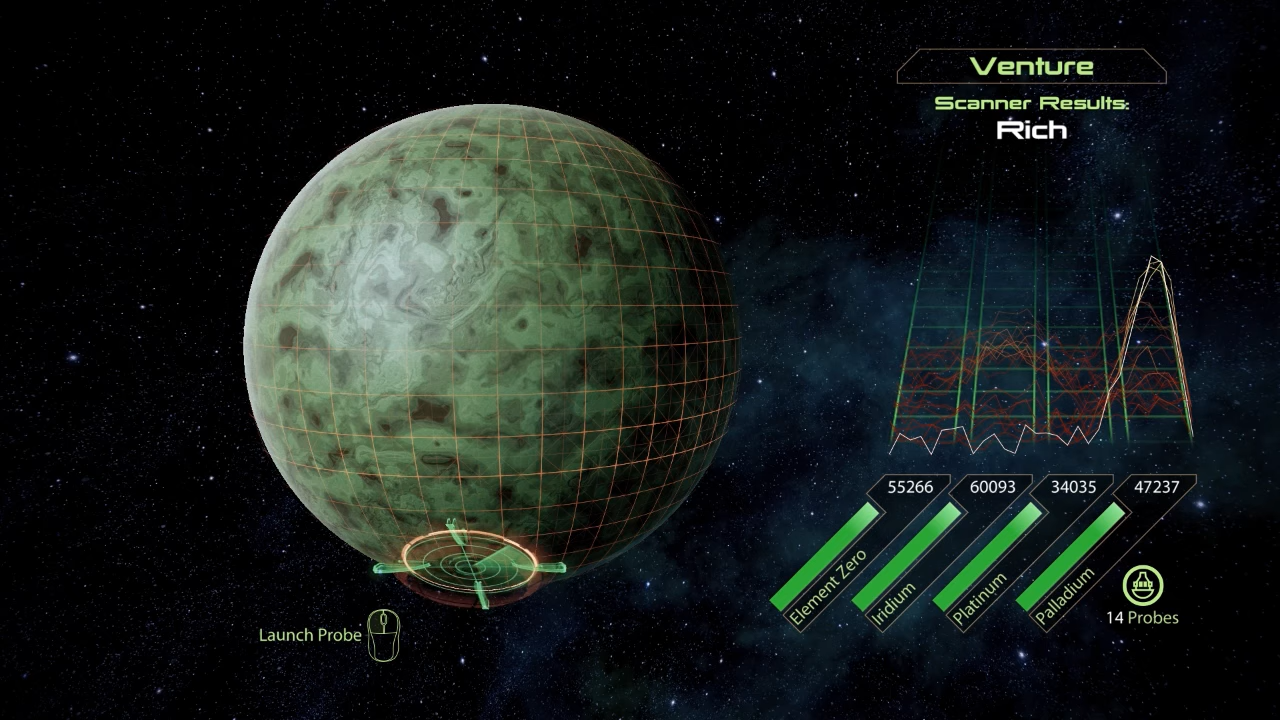 Venture
Scanner Results:
Rich
55266
60093
34035
47237
Element Zero
Iridium
Platinum
Palladium
14 Probes
Launch Probe